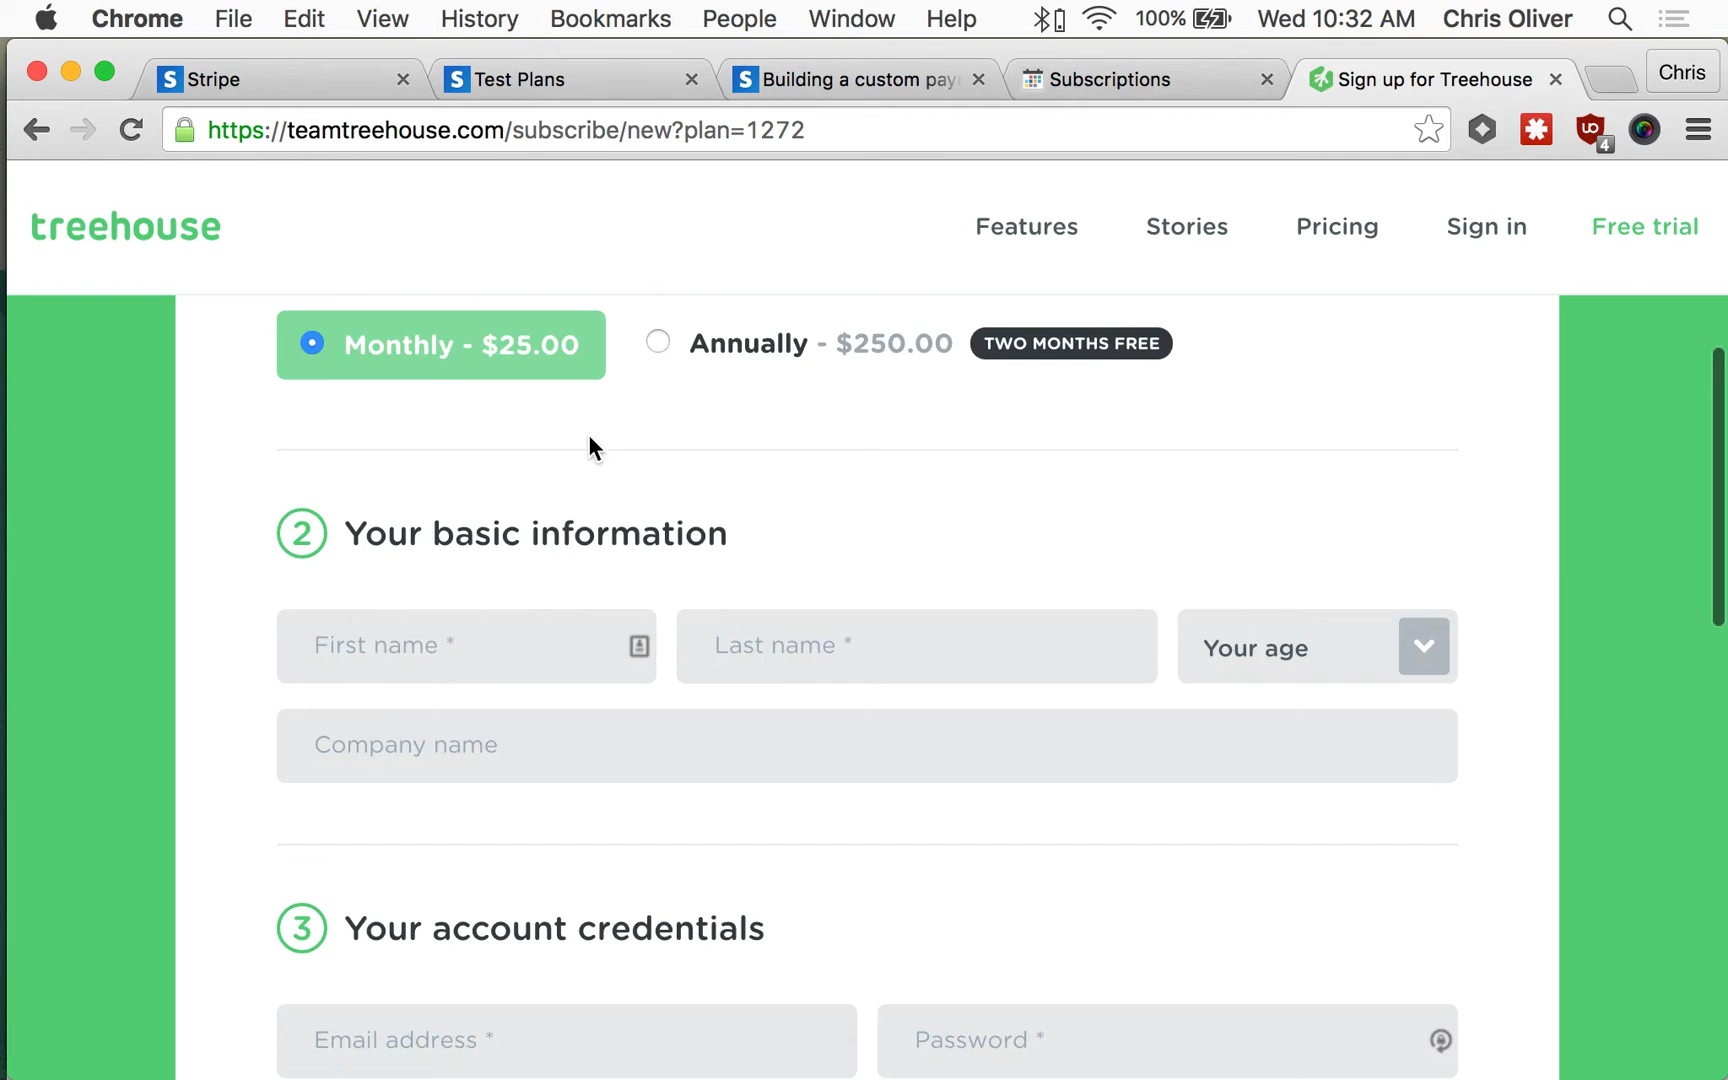 Chrome File Edit View History Bookmarks People Window Help 100% Wed 10:32 AM Chris Oliver
Stripe Test Plans Building a custom pay Subscriptions Sign up for Treehouse Chris
https://teamtreehouse.com/subscribe/new?plan=1272 4
treehouse Features Stories Pricing Sign in Free trial
Monthly - $25.00 Annually - $250.00 TWO MONTHS FREE
2 Your basic information
First name * Last name * Your age
Company name
3 Your account credentials
Email address * Password *